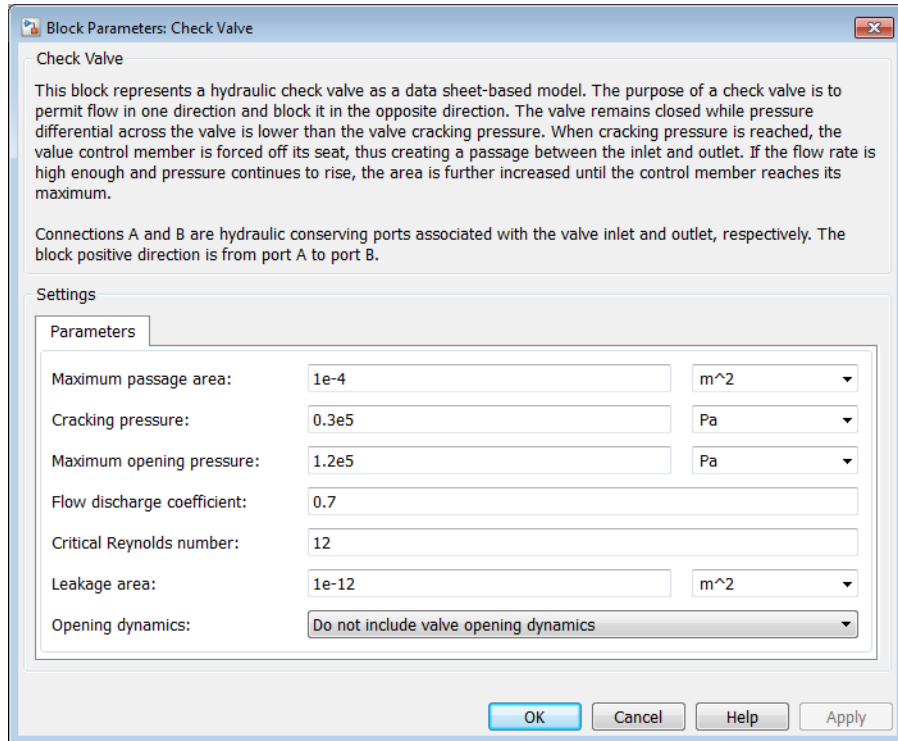 Block Parameters: Check Valve
Check Valve
This block represents a hydraulic check valve as a data sheet-based model. The purpose of a check valve is to
permit flow in one direction and block it in the opposite direction. The valve remains closed while pressure
differential across the valve is lower than the valve cracking pressure. When cracking pressure is reached, the
value control member is forced off its seat, thus creating a passage between the inlet and outlet. If the flow rate is
high enough and pressure continues to rise, the area is further increased until the control member reaches its
maximum.
Connections A and B are hydraulic conserving ports associated with the valve inlet and outlet, respectively. The
block positive direction is from port A to port B.
Settings
Parameters
Maximum passage area: 1e-4 m^2
Cracking pressure: 0.3e5 Pa
Maximum opening pressure: 1.2e5 Pa
Flow discharge coefficient: 0.7
Critical Reynolds number: 12
Leakage area: 1e-12 m^2
Opening dynamics: Do not include valve opening dynamics
OK Cancel Help Apply